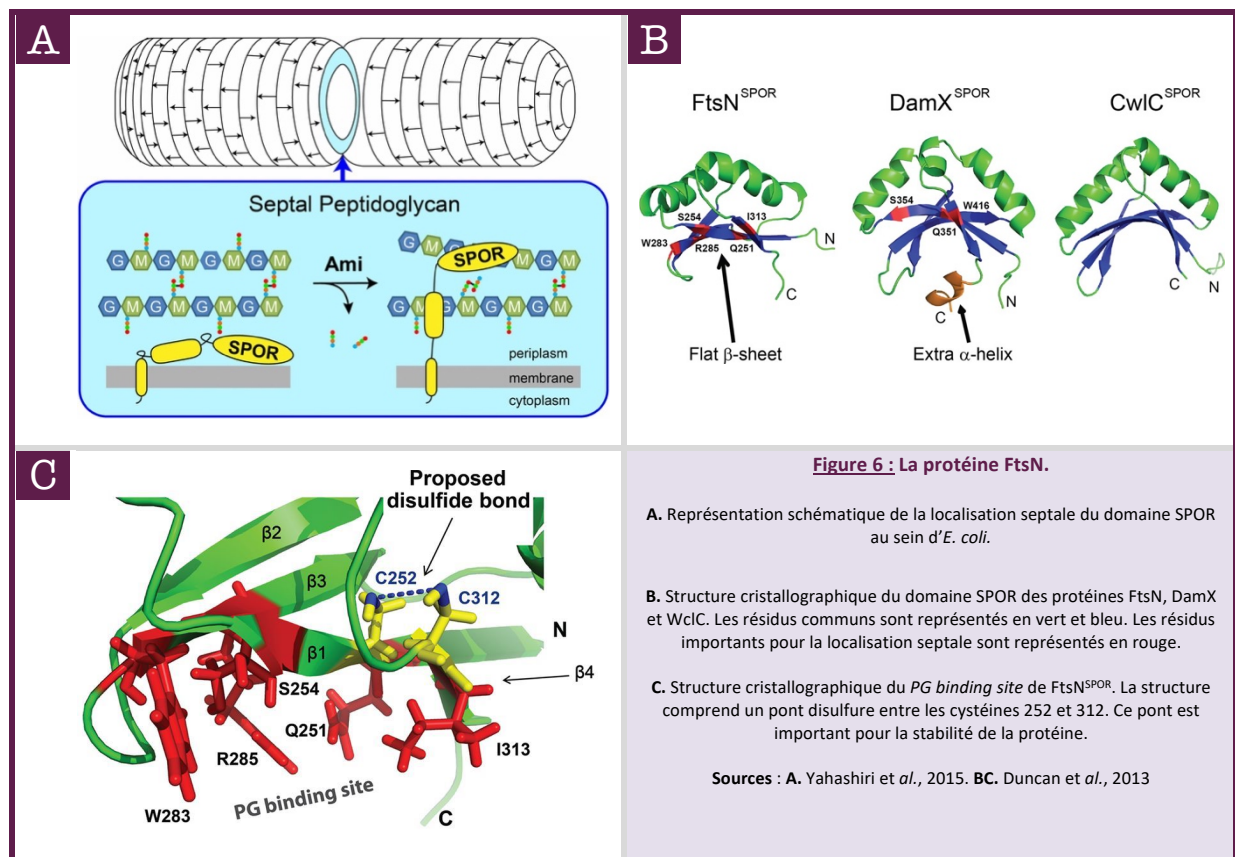 A
Septal Peptidoglycan
G M G M G M G M
G M G M G M G M
SPOR
Ami
G M G M G M G M
SPOR
G M G M G M G M
periplasm
membrane
cytoplasm
B
FtsN^SPOR
DamX^SPOR
CwlC^SPOR
S254
I313
W283
R285
Q251
N
C
Flat β-sheet
S354
W416
Q351
N
C
Extra α-helix
C
N
C
Proposed
disulfide bond
β2
β3
C252
C312
N
β1
β4
S254
Q251
R285
I313
PG binding site
W283
C
Figure 6 : La protéine FtsN.
A. Représentation schématique de la localisation septale du domaine SPOR
au sein d’E. coli.
B. Structure cristallographique du domaine SPOR des protéines FtsN, DamX
et WclC. Les résidus communs sont représentés en vert et bleu. Les résidus
importants pour la localisation septale sont représentés en rouge.
C. Structure cristallographique du PG binding site de FtsN^SPOR. La structure
comprend un pont disulfure entre les cystéines 252 et 312. Ce pont est
important pour la stabilité de la protéine.
Sources : A. Yahashiri et al., 2015. BC. Duncan et al., 2013